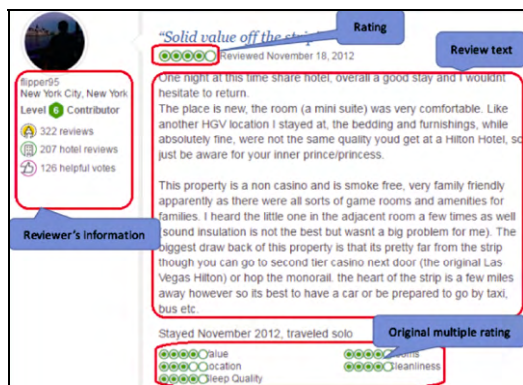 "Solid value off the strip
Rating
Reviewed November 18, 2012
Review text
flipper95
New York City, New York
Level 6 Contributor
322 reviews
207 hotel reviews
126 helpful votes
Reviewer's information
One night at this time share hotel, overall a good stay and I wouldnt
hesitate to return.
The place is new, the room (a mini suite) was very comfortable. Like
another HGV location I stayed at, the bedding and furnishings, while
absolutely fine, were not the same quality youd get at a Hilton Hotel, so
just be aware for your inner prince/princess.
This property is a non casino and is smoke free, very family friendly
apparently as there were all sorts of game rooms and amenities for
families. I heard the little one in the adjacent room a few times as well
(sound insulation is not the best but wasnt a big problem for me). The
biggest draw back of this property is that its pretty far from the strip
though you can go to second tier casino next door (the original Las
Vegas Hilton) or hop the monorail. the heart of the strip is a few miles
away however so its best to have a car or be prepared to go by taxi,
bus etc.
Stayed November 2012, traveled solo
Original multiple rating
Value
Rooms
Location
Cleanliness
Sleep Quality